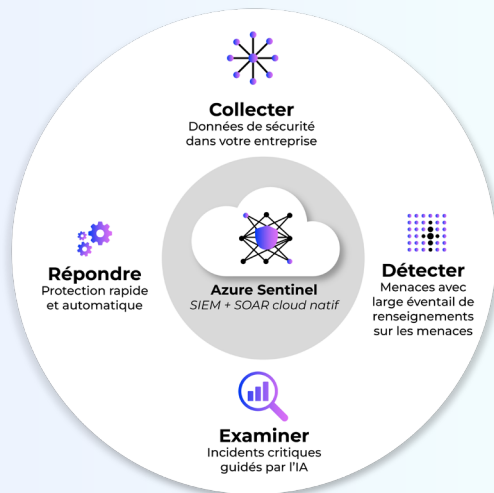 Collecter
Données de sécurité
dans votre entreprise
Répondre
Protection rapide
et automatique
Azure Sentinel
SIEM + SOAR cloud natif
Détecter
Menaces avec
large éventail de
renseignements
sur les menaces
Examiner
Incidents critiques
guidés par l'IA